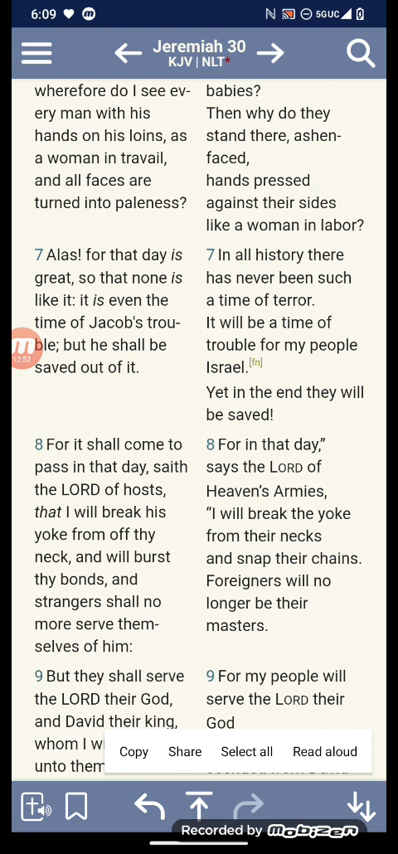 6:09
5GUC
Jeremiah 30
KJV | NLT*
wherefore do I see ev-
ery man with his
hands on his loins, as
a woman in travail,
and all faces are
turned into paleness?
7 Alas! for that day is
great, so that none is
like it: it is even the
time of Jacob's trou-
ble; but he shall be
saved out of it.
8 For it shall come to
pass in that day, saith
the LORD of hosts,
that I will break his
yoke from off thy
neck, and will burst
thy bonds, and
strangers shall no
more serve them-
selves of him:
9 But they shall serve
the LORD their God,
and David their king,
whom I
unto them
babies?
Then why do they
stand there, ashen-
faced,
hands pressed
against their sides
like a woman in labor?
7 In all history there
has never been such
a time of terror.
It will be a time of
trouble for my people
Israel.[fn]
Yet in the end they will
be saved!
8 For in that day,”
says the LORD of
Heaven’s Armies,
“I will break the yoke
from their necks
and snap their chains.
Foreigners will no
longer be their
masters.
9 For my people will
serve the LORD their
God
12:52
Copy Share Select all Read aloud
Recorded by mobizen